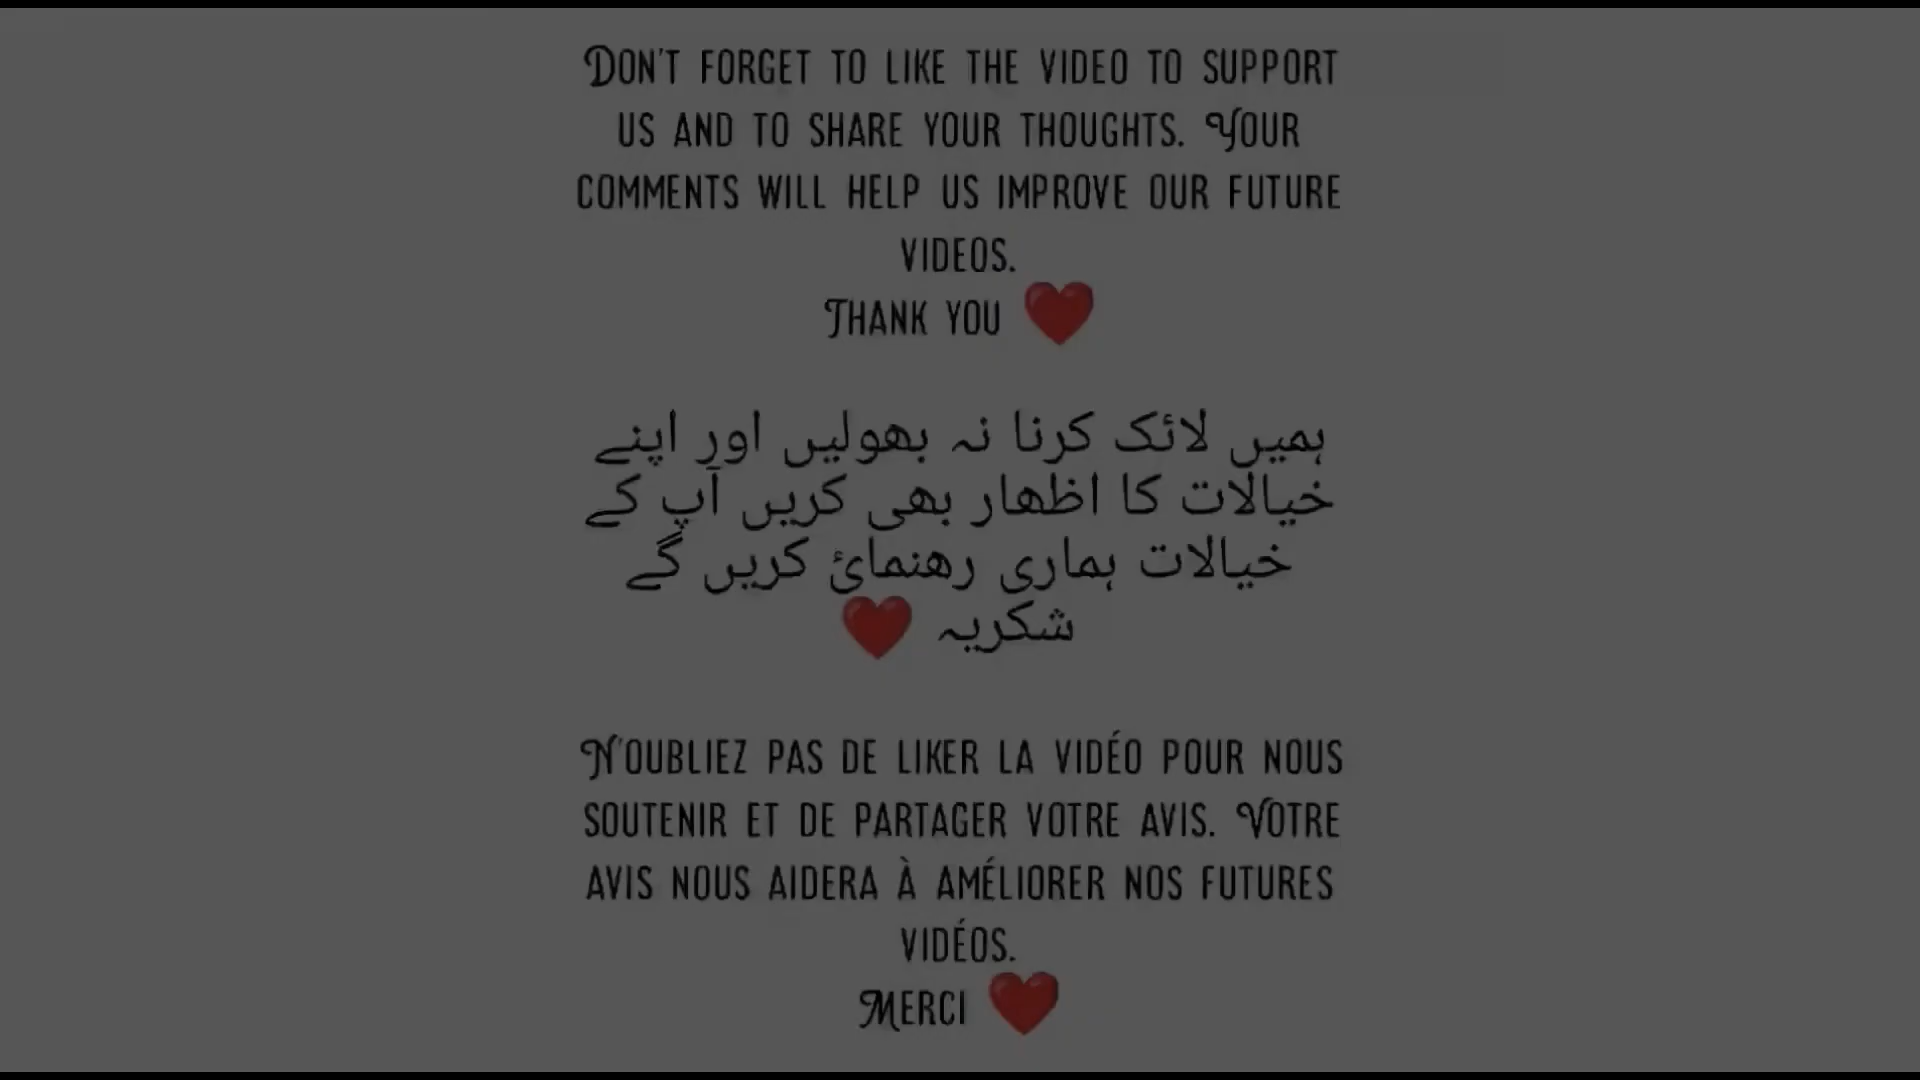 Don't forget to like the video to support
us and to share your thoughts. Your
comments will help us improve our future
videos.
Thank you ❤️
ہمیں لائک کرنا نہ بھولیں اور اپنے
خیالات کا اظھار بھی کریں آپ کے
خیالات ہماری رھنمائ کریں گے
شکریہ ❤️
N'oubliez pas de liker la vidéo pour nous
soutenir et de partager votre avis. Votre
avis nous aidera à améliorer nos futures
vidéos.
Merci ❤️